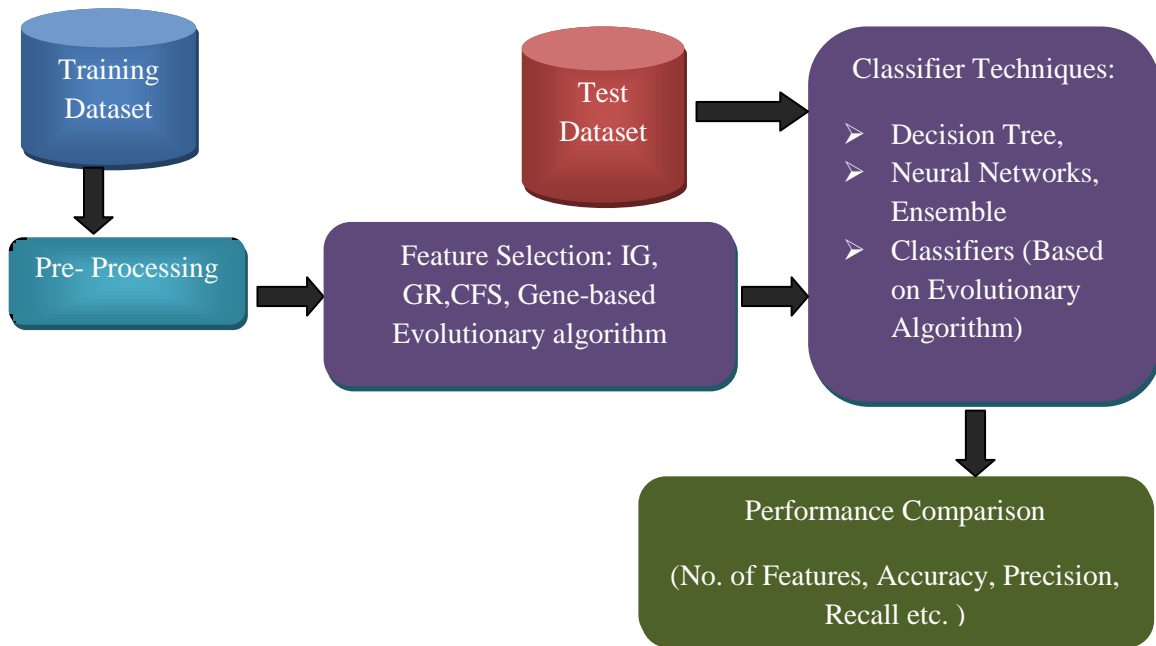 Training
Dataset
Test
Dataset
Classifier Techniques:
➢ Decision Tree,
➢ Neural Networks,
Ensemble
➢ Classifiers (Based
on Evolutionary
Algorithm)
Pre- Processing
Feature Selection: IG,
GR,CFS, Gene-based
Evolutionary algorithm
Performance Comparison
(No. of Features, Accuracy, Precision,
Recall etc. )